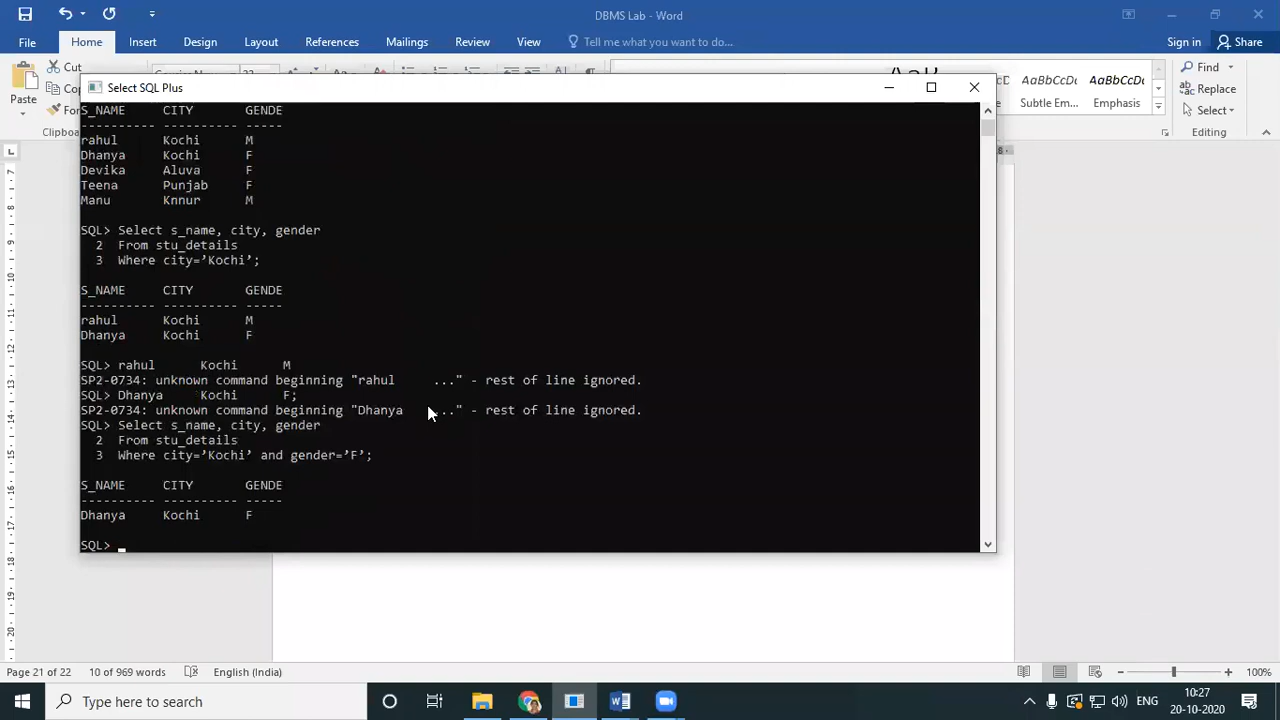 DBMS Lab - Word
File Home Insert Design Layout References Mailings Review View Tell me what you want to do... Sign in Share
Cut
Paste
Subtle Em... Emphasis
AaBbCcDc AaBbCcDc
Find
Replace
Select
Editing
Select SQL Plus
S_NAME CITY GENDE
---------- ---------- -----
rahul Kochi M
Dhanya Kochi F
Devika Aluva F
Teena Punjab F
Manu Knnur M
SQL> Select s_name, city, gender
2 From stu_details
3 Where city=’Kochi’;
S_NAME CITY GENDE
---------- ---------- -----
rahul Kochi M
Dhanya Kochi F
SQL> rahul Kochi M
SP2-0734: unknown command beginning "rahul ..." - rest of line ignored.
SQL> Dhanya Kochi F;
SP2-0734: unknown command beginning "Dhanya ..." - rest of line ignored.
SQL> Select s_name, city, gender
2 From stu_details
3 Where city=’Kochi’ and gender=’F’;
S_NAME CITY GENDE
---------- ---------- -----
Dhanya Kochi F
SQL>
Page 21 of 22 10 of 969 words English (India) 100%
Type here to search
ENG
10:27
20-10-2020